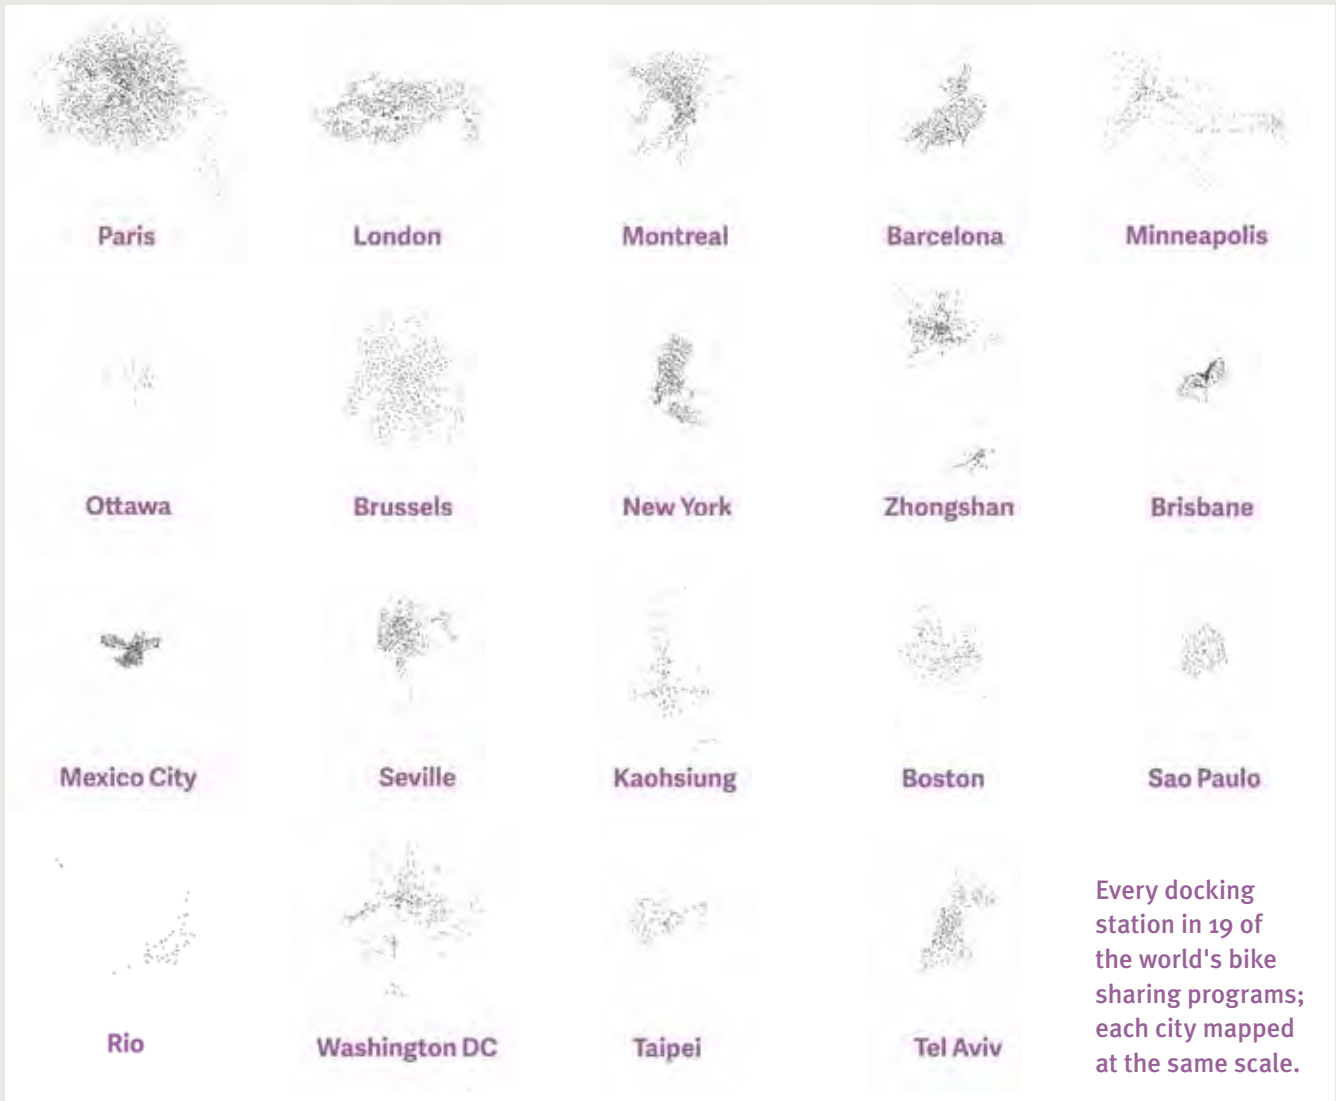 Paris
London
Montreal
Barcelona
Minneapolis
Ottawa
Brussels
New York
Zhongshan
Brisbane
Mexico City
Seville
Kaohsiung
Boston
Sao Paulo
Rio
Washington DC
Taipei
Tel Aviv
Every docking
station in 19 of
the world's bike
sharing programs;
each city mapped
at the same scale.